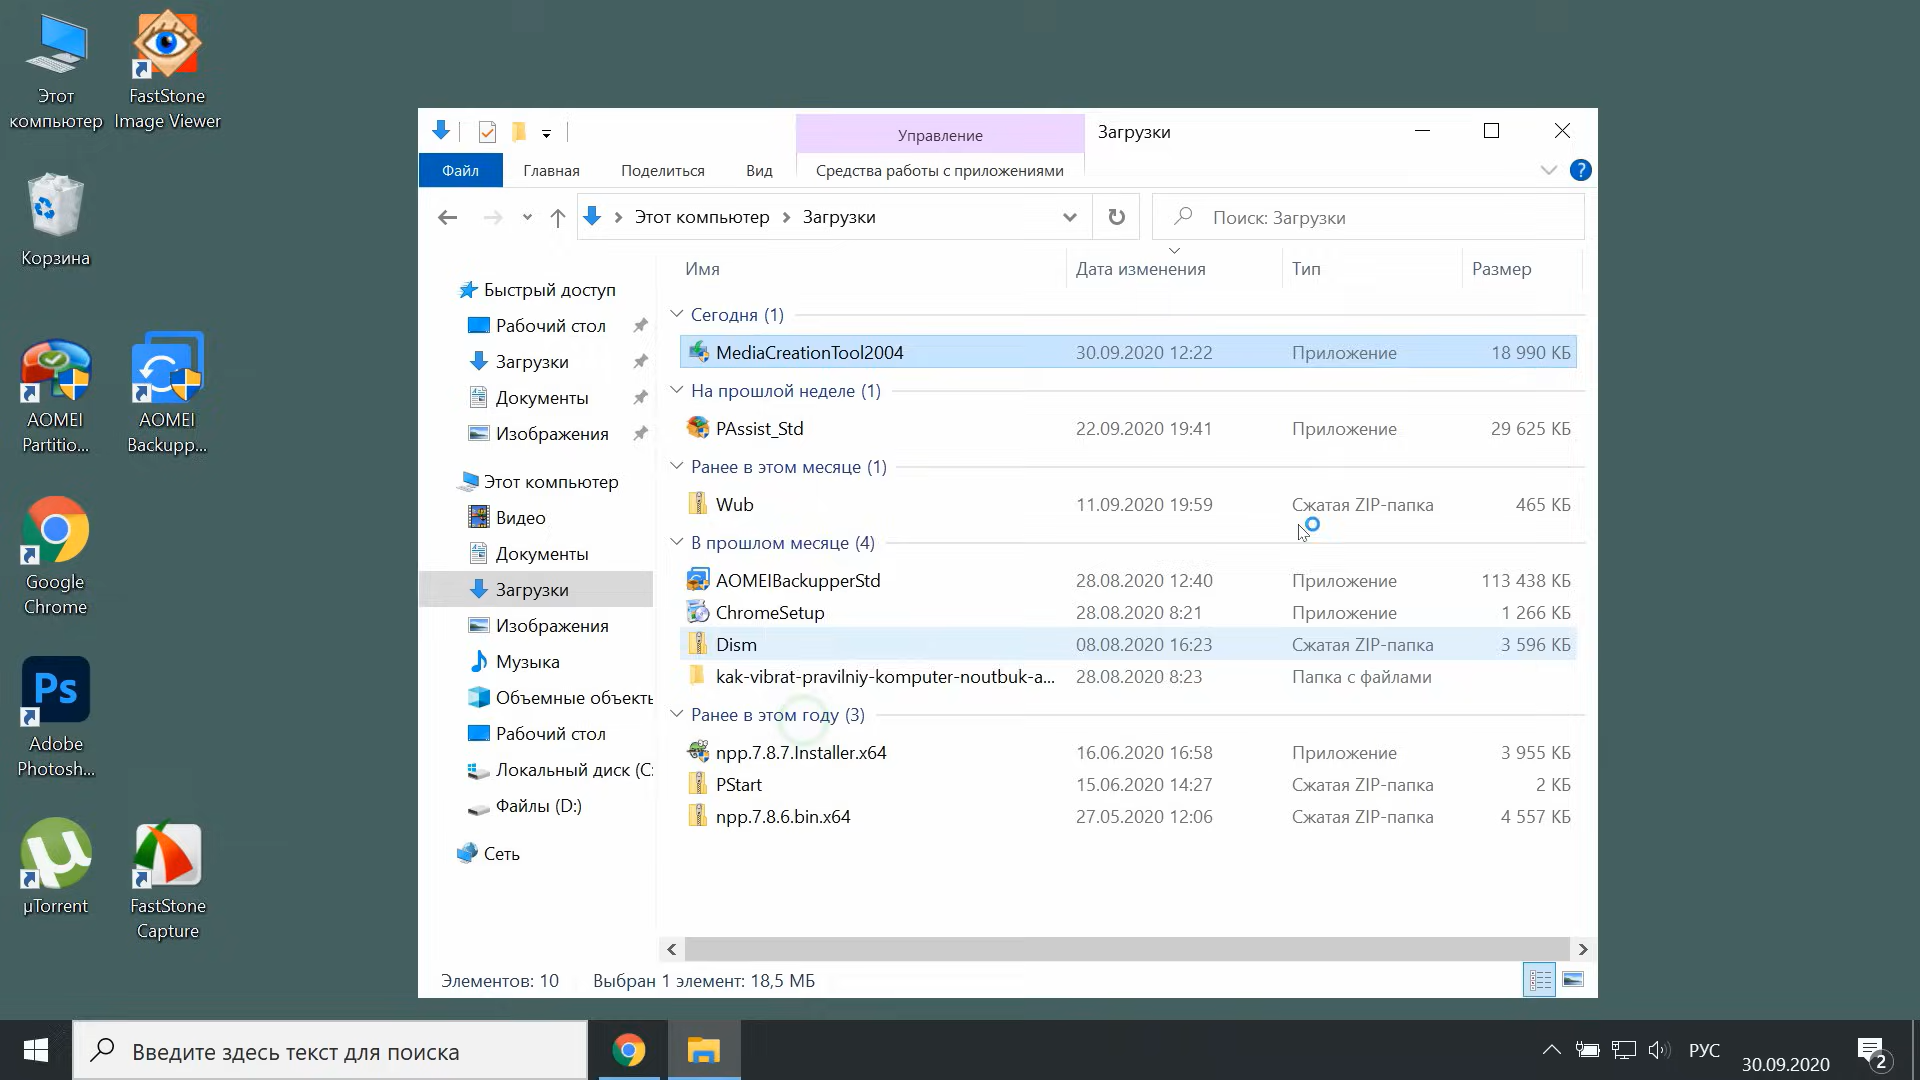 Этот
компьютер
FastStone
Image Viewer
Корзина
AOMEI
Partitio...
AOMEI
Backupp...
Google
Chrome
Ps
Adobe
Photosh...
µ
µTorrent
FastStone
Capture
Управление
Загрузки
Файл
Главная
Поделиться
Вид
Средства работы с приложениями
?
Этот компьютер
Загрузки
Поиск: Загрузки
Имя Дата изменения Тип Размер
Быстрый доступ
Рабочий стол
Загрузки
Документы
Изображения
Этот компьютер
Видео
Документы
Загрузки
Изображения
Музыка
Объемные объекть
Рабочий стол
Локальный диск (C:
Файлы (D:)
Сеть
Сегодня (1)
MediaCreationTool2004 30.09.2020 12:22 Приложение 18 990 КБ
На прошлой неделе (1)
PAssist_Std 22.09.2020 19:41 Приложение 29 625 КБ
Ранее в этом месяце (1)
Wub 11.09.2020 19:59 Сжатая ZIP-папка 465 КБ
В прошлом месяце (4)
AOMEIBackupperStd 28.08.2020 12:40 Приложение 113 438 КБ
ChromeSetup 28.08.2020 8:21 Приложение 1 266 КБ
Dism 08.08.2020 16:23 Сжатая ZIP-папка 3 596 КБ
kak-vibrat-pravilniy-komputer-noutbuk-a... 28.08.2020 8:23 Папка с файлами
Ранее в этом году (3)
npp.7.8.7.Installer.x64 16.06.2020 16:58 Приложение 3 955 КБ
PStart 15.06.2020 14:27 Сжатая ZIP-папка 2 КБ
npp.7.8.6.bin.x64 27.05.2020 12:06 Сжатая ZIP-папка 4 557 КБ
Элементов: 10 Выбран 1 элемент: 18,5 МБ
Введите здесь текст для поиска
РУС
30.09.2020
2